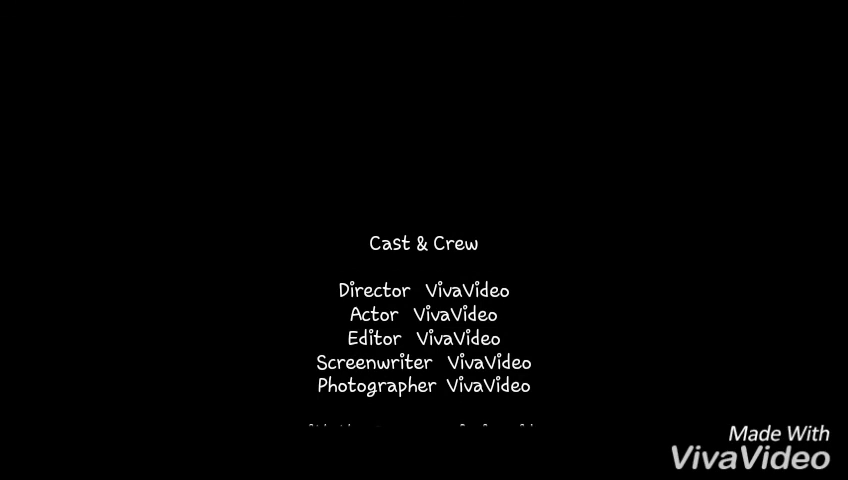 Cast & Crew
Director VivaVideo
Actor VivaVideo
Editor VivaVideo
Screenwriter VivaVideo
Photographer VivaVideo
Made With
VivaVideo